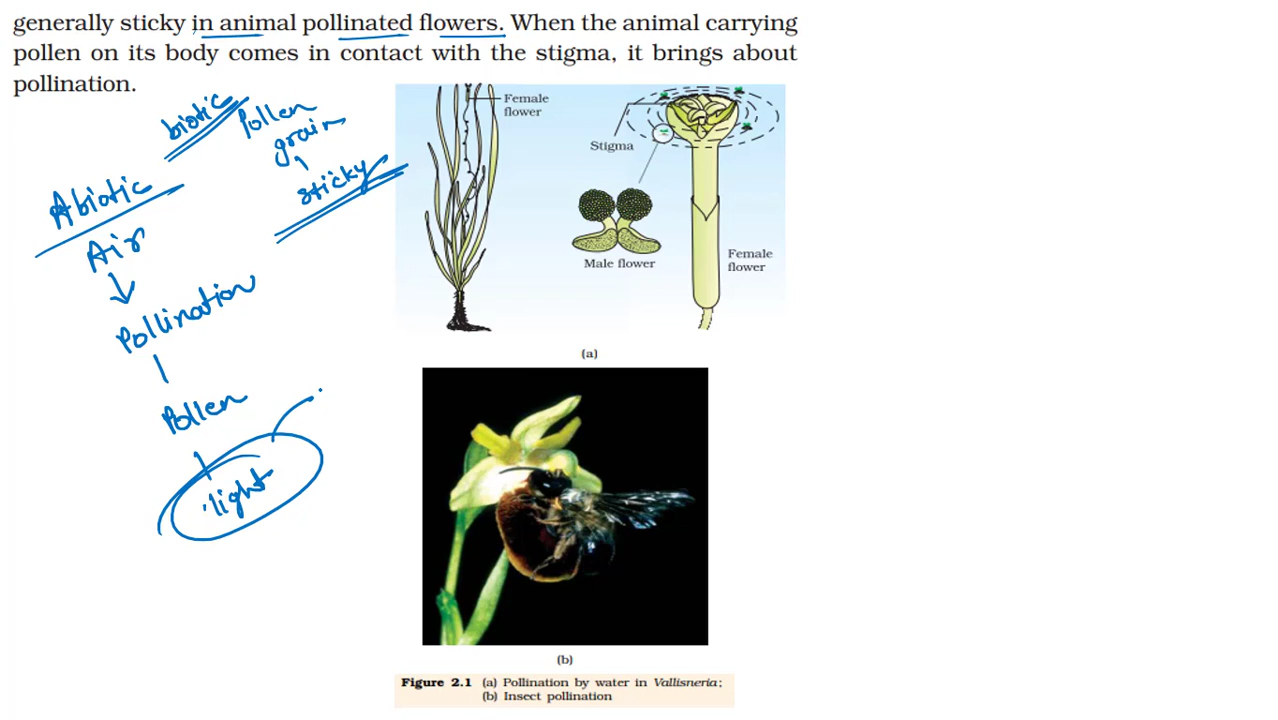 generally sticky in animal pollinated flowers. When the animal carrying
pollen on its body comes in contact with the stigma, it brings about
pollination.
biotic
Pollen
grain
sticky
Abiotic
Air
Pollination
Pollen
light
Female
flower
Stigma
Male flower
Female
flower
(a)
(b)
Figure 2.1 (a) Pollination by water in Vallisneria;
(b) Insect pollination